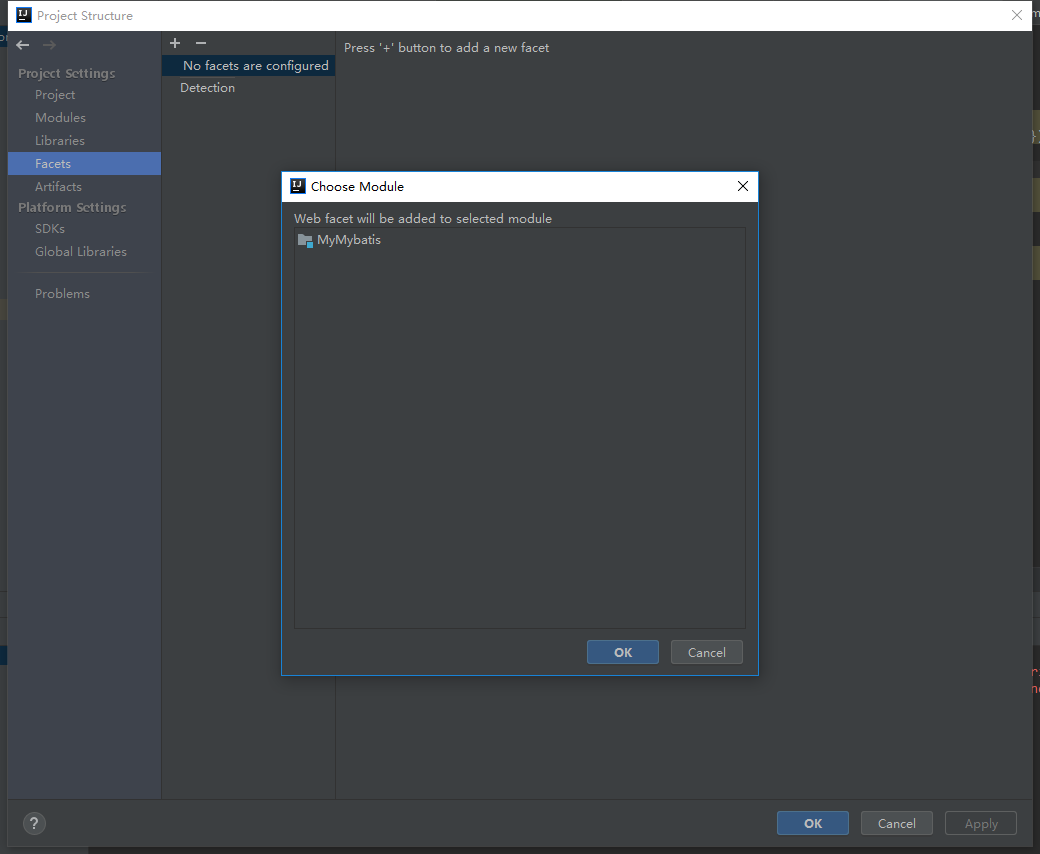 Project Structure
Project Settings
Project
Modules
Libraries
Facets
Artifacts
Platform Settings
SDKs
Global Libraries
Problems
No facets are configured
Detection
Press '+' button to add a new facet
Choose Module
Web facet will be added to selected module
MyMybatis
OK
Cancel
?
OK
Cancel
Apply